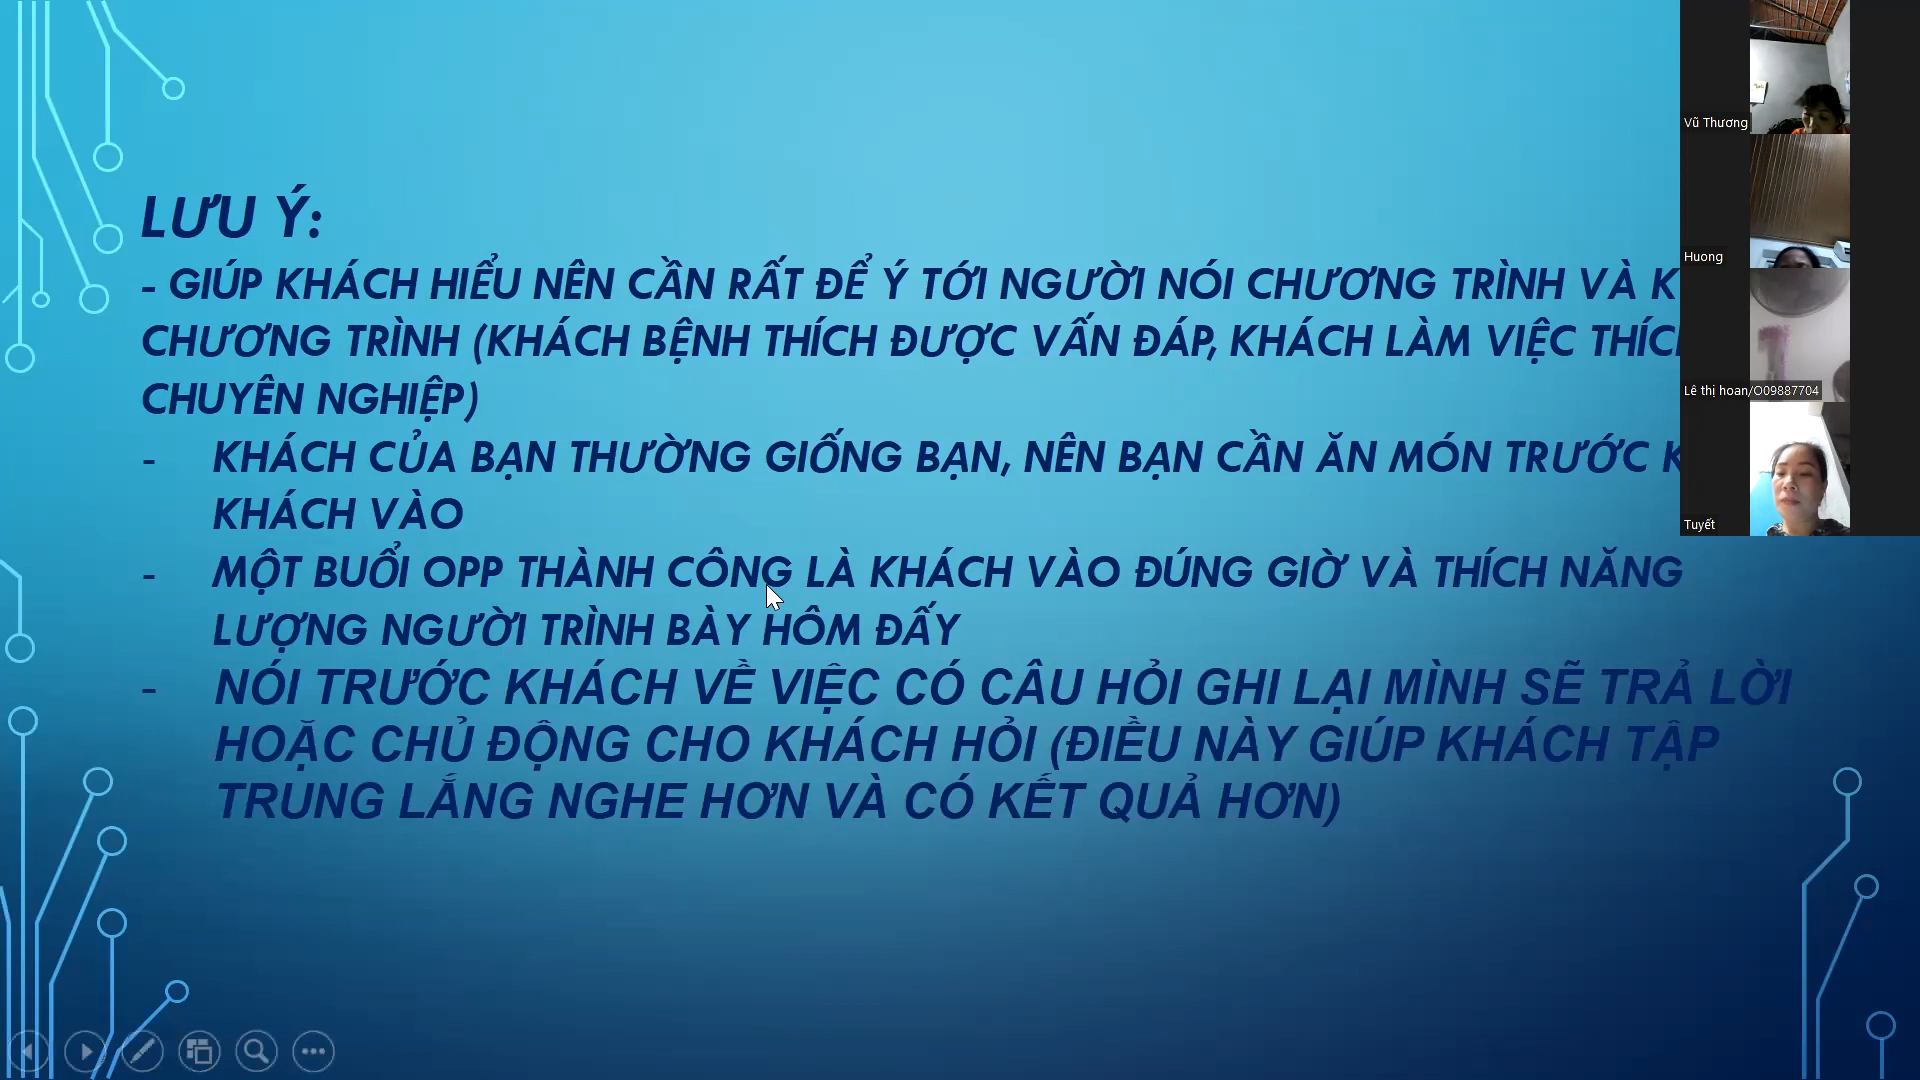 LƯU Ý:
- GIÚP KHÁCH HIỂU NÊN CẦN RẤT ĐỂ Ý TỚI NGƯỜI NÓI CHƯƠNG TRÌNH VÀ
CHƯƠNG TRÌNH (KHÁCH BỆNH THÍCH ĐƯỢC VẤN ĐÁP, KHÁCH LÀM VIỆC
CHUYÊN NGHIỆP)
- KHÁCH CỦA BẠN THƯỜNG GIỐNG BẠN, NÊN BẠN CẦN ĂN MÓN TRƯỚC
KHÁCH VÀO
- MỘT BUỔI OPP THÀNH CÔNG LÀ KHÁCH VÀO ĐÚNG GIỜ VÀ THÍCH NĂNG
LƯỢNG NGƯỜI TRÌNH BÀY HÔM ĐẤY
- NÓI TRƯỚC KHÁCH VỀ VIỆC CÓ CÂU HỎI GHI LẠI MÌNH SẼ TRẢ LỜI
HOẶC CHỦ ĐỘNG CHO KHÁCH HỎI (ĐIỀU NÀY GIÚP KHÁCH TẬP
TRUNG LẮNG NGHE HƠN VÀ CÓ KẾT QUẢ HƠN)
Vũ Thương
Huong
Lê thị hoan/O09887704
Tuyết